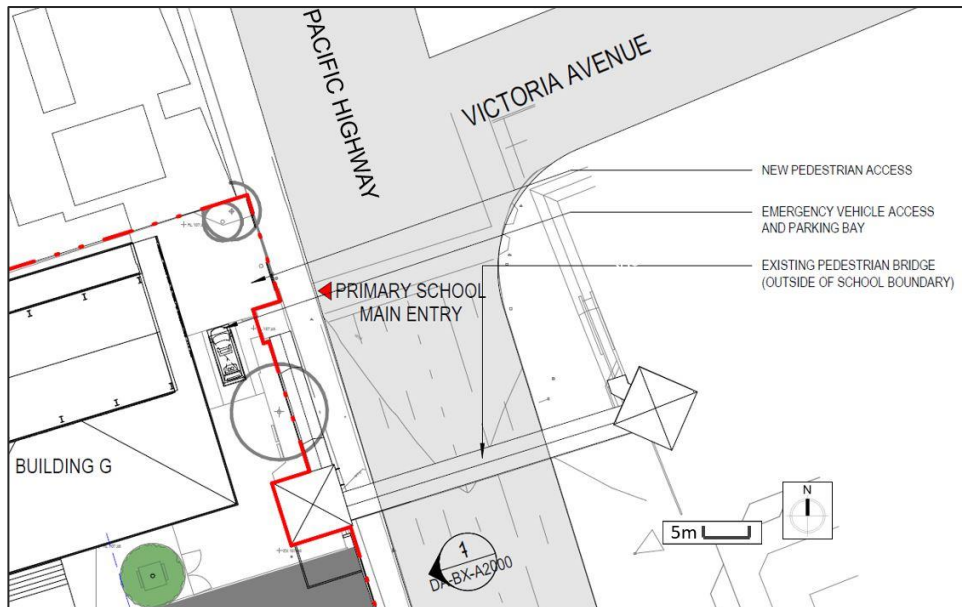 PACIFIC HIGHWAY
VICTORIA AVENUE
NEW PEDESTRIAN ACCESS
EMERGENCY VEHICLE ACCESS
AND PARKING BAY
EXISTING PEDESTRIAN BRIDGE
(OUTSIDE OF SCHOOL BOUNDARY)
PRIMARY SCHOOL
MAIN ENTRY
BUILDING G
N
5m
1
DA-BX-A2000